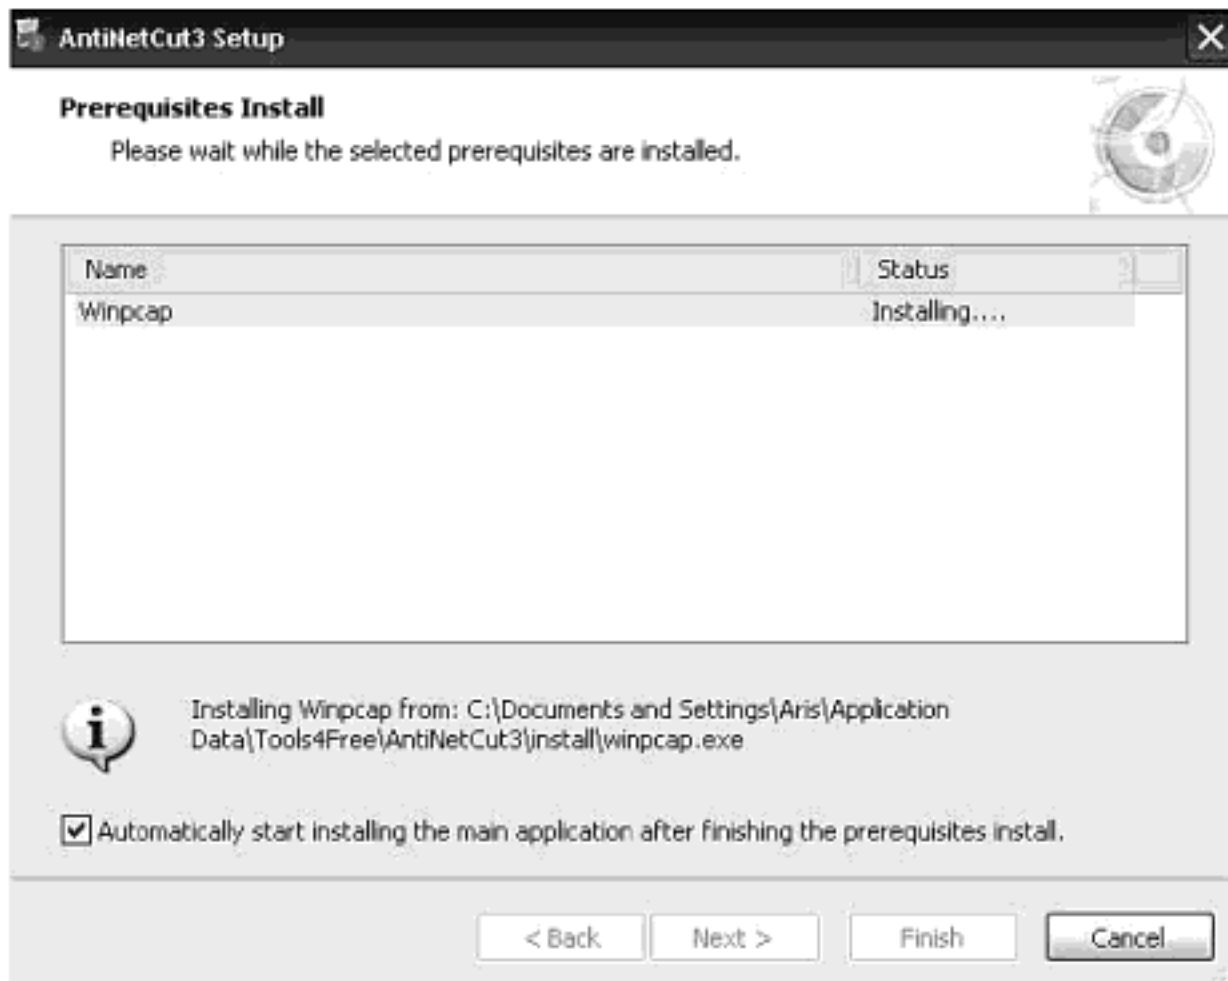 AntiNetCut3 Setup
Prerequisites Install
Please wait while the selected prerequisites are installed.
Name Status
Winpcap Installing....
Installing Winpcap from: C:\Documents and Settings\Aris\Application
Data\Tools4Free\AntiNetCut3\install\winpcap.exe
Automatically start installing the main application after finishing the prerequisites install.
< Back Next > Finish Cancel